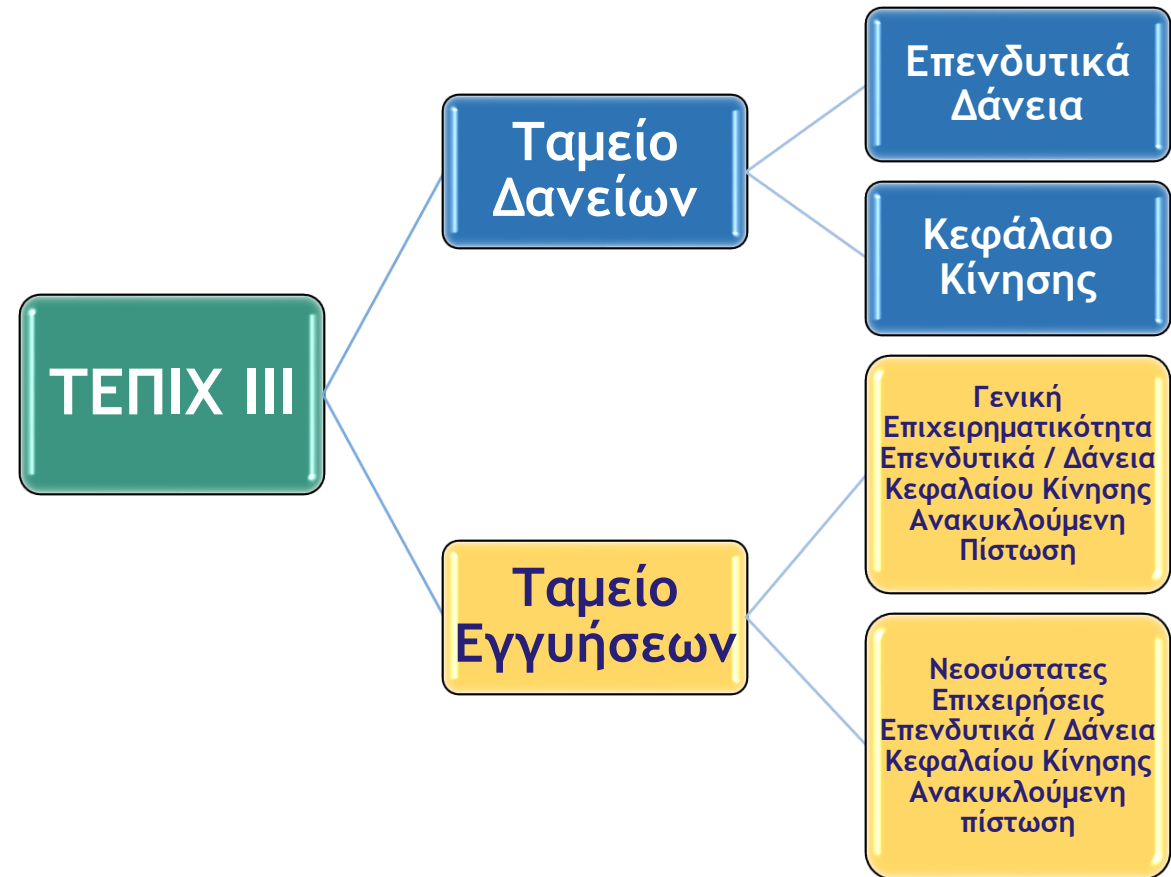 ΤΕΠΙΧ ΙΙΙ
Ταμείο
Δανείων
Επενδυτικά
Δάνεια
Κεφάλαιο
Κίνησης
Ταμείο
Εγγυήσεων
Γενική
Επιχειρηματικότητα
Επενδυτικά / Δάνεια
Κεφαλαίου Κίνησης
Ανακυκλούμενη
Πίστωση
Νεοσύστατες
Επιχειρήσεις
Επενδυτικά / Δάνεια
Κεφαλαίου Κίνησης
Ανακυκλούμενη
πίστωση